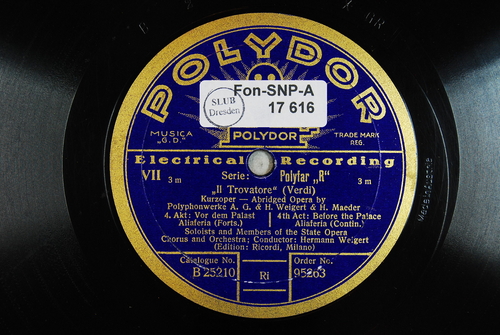 POLYDOR
SLUB
Dresden
Fon-SNP-A
17 616
MUSICA
"G.D."
POLYDOR
TRADE MARK
REG.
Electrical Recording
VII 3 m Serie: Polyfar „R" 3 m
„Il Trovatore" (Verdi)
Kurzoper — Abridged Opera by
Polyphonwerke A. G. & H. Weigert & H. Maeder
4. Akt: Vor dem Palast
Aliaferia (Forts.)
4th Act: Before the Palace
Aliaferia (Contin.)
Soloists and Members of the State Opera
Chorus and Orchestra; Conductor: Hermann Weigert
(Edition: Ricordi, Milano)
Catalogue No.
B 25210
Ri
Order No.
95263